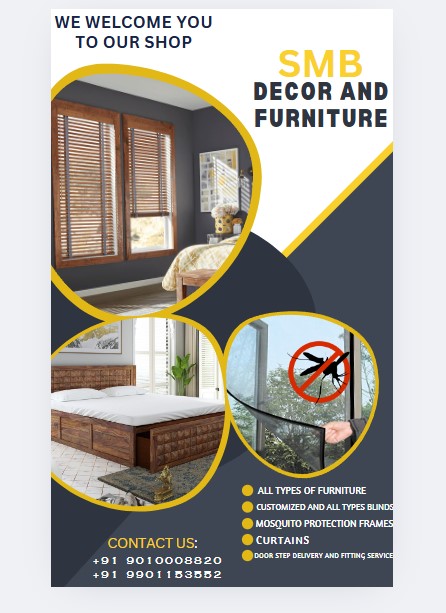 WE WELCOME YOU
TO OUR SHOP
SMB
DECOR AND
FURNITURE
ALL TYPES OF FURNITURE
CUSTOMIZED AND ALL TYPES BLINDS
MOSQUITO PROTECTION FRAMES
CURTAINS
DOOR STEP DELIVERY AND FITTING SERVICE
CONTACT US:
+91 9010008820
+91 9901153552